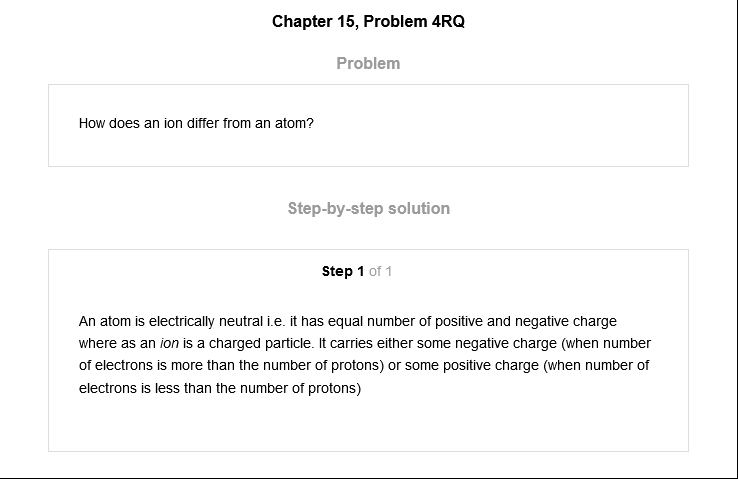 Chapter 15, Problem 4RQ
Problem
How does an ion differ from an atom?
Step-by-step solution
Step 1 of 1
An atom is electrically neutral i.e. it has equal number of positive and negative charge
where as an ion is a charged particle. It carries either some negative charge (when number
of electrons is more than the number of protons) or some positive charge (when number of
electrons is less than the number of protons)